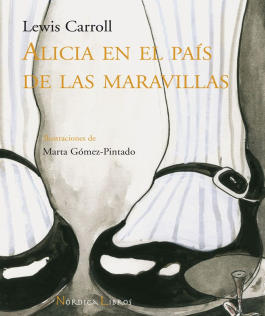 Lewis Carroll
ALICIA EN EL PAÍS
DE LAS MARAVILLAS
Ilustraciones de
Marta Gómez-Pintado
NÓRDICA LIBROS